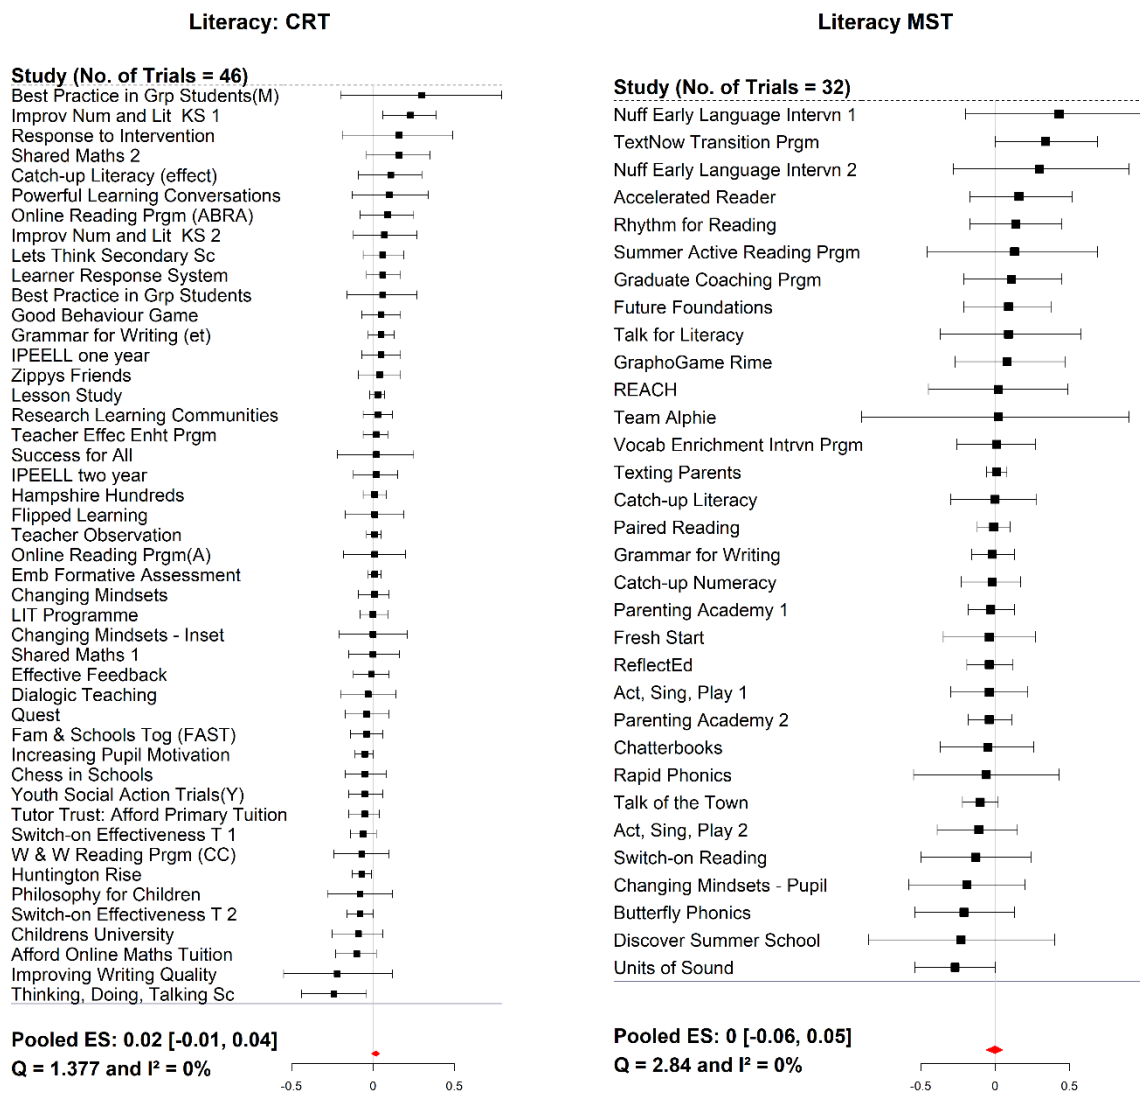 Literacy: CRT
Study (No. of Trials = 46)
Best Practice in Grp Students(M)
Improv Num and Lit KS 1
Response to Intervention
Shared Maths 2
Catch-up Literacy (effect)
Powerful Learning Conversations
Online Reading Prgm (ABRA)
Improv Num and Lit KS 2
Lets Think Secondary Sc
Learner Response System
Best Practice in Grp Students
Good Behaviour Game
Grammar for Writing (et)
IPEELL one year
Zippys Friends
Lesson Study
Research Learning Communities
Teacher Effec Enht Prgm
Success for All
IPEELL two year
Hampshire Hundreds
Flipped Learning
Teacher Observation
Online Reading Prgm(A)
Emb Formative Assessment
Changing Mindsets
LIT Programme
Changing Mindsets - Inset
Shared Maths 1
Effective Feedback
Dialogic Teaching
Quest
Fam & Schools Tog (FAST)
Increasing Pupil Motivation
Chess in Schools
Youth Social Action Trials(Y)
Tutor Trust: Afford Primary Tuition
Switch-on Effectiveness T 1
W & W Reading Prgm (CC)
Huntington Rise
Philosophy for Children
Switch-on Effectiveness T 2
Childrens University
Afford Online Maths Tuition
Improving Writing Quality
Thinking, Doing, Talking Sc
Pooled ES: 0.02 [-0.01, 0.04]
Q = 1.377 and I² = 0%
-0.5 0 0.5
Literacy MST
Study (No. of Trials = 32)
Nuff Early Language Intervn 1
TextNow Transition Prgm
Nuff Early Language Intervn 2
Accelerated Reader
Rhythm for Reading
Summer Active Reading Prgm
Graduate Coaching Prgm
Future Foundations
Talk for Literacy
GraphoGame Rime
REACH
Team Alphie
Vocab Enrichment Intrvn Prgm
Texting Parents
Catch-up Literacy
Paired Reading
Grammar for Writing
Catch-up Numeracy
Parenting Academy 1
Fresh Start
ReflectEd
Act, Sing, Play 1
Parenting Academy 2
Chatterbooks
Rapid Phonics
Talk of the Town
Act, Sing, Play 2
Switch-on Reading
Changing Mindsets - Pupil
Butterfly Phonics
Discover Summer School
Units of Sound
Pooled ES: 0 [-0.06, 0.05]
Q = 2.84 and I² = 0%
-0.5 0 0.5